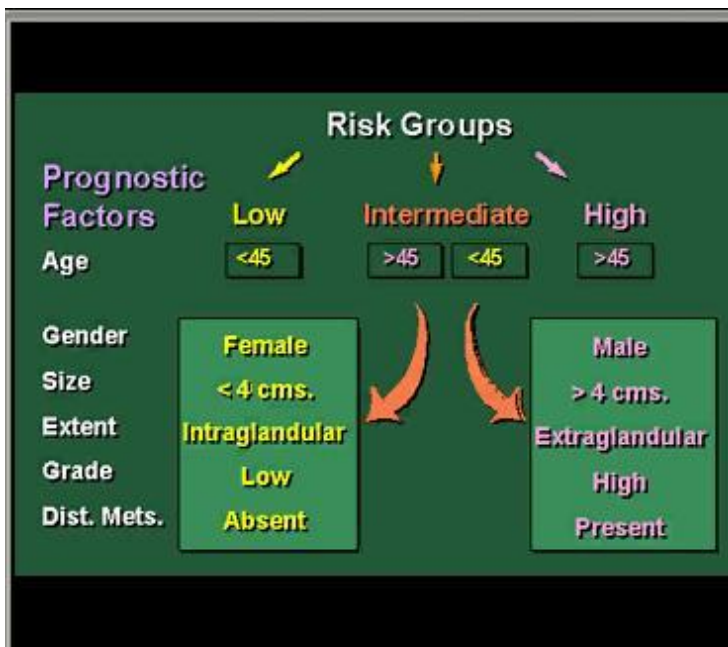 Risk Groups
Prognostic
Factors
Low Intermediate High
Age <45 >45 <45 >45
Gender Female Male
Size < 4 cms. > 4 cms.
Extent Intraglandular Extraglandular
Grade Low High
Dist. Mets. Absent Present